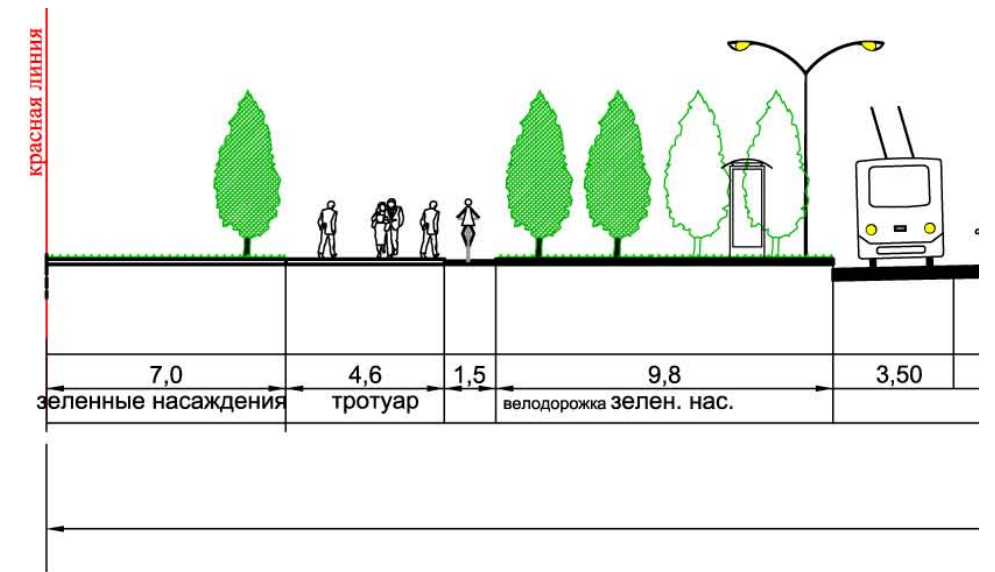 красная линия
7,0 4,6 1,5 9,8 3,50
зеленные насаждения тротуар велодорожка зелен. нас.